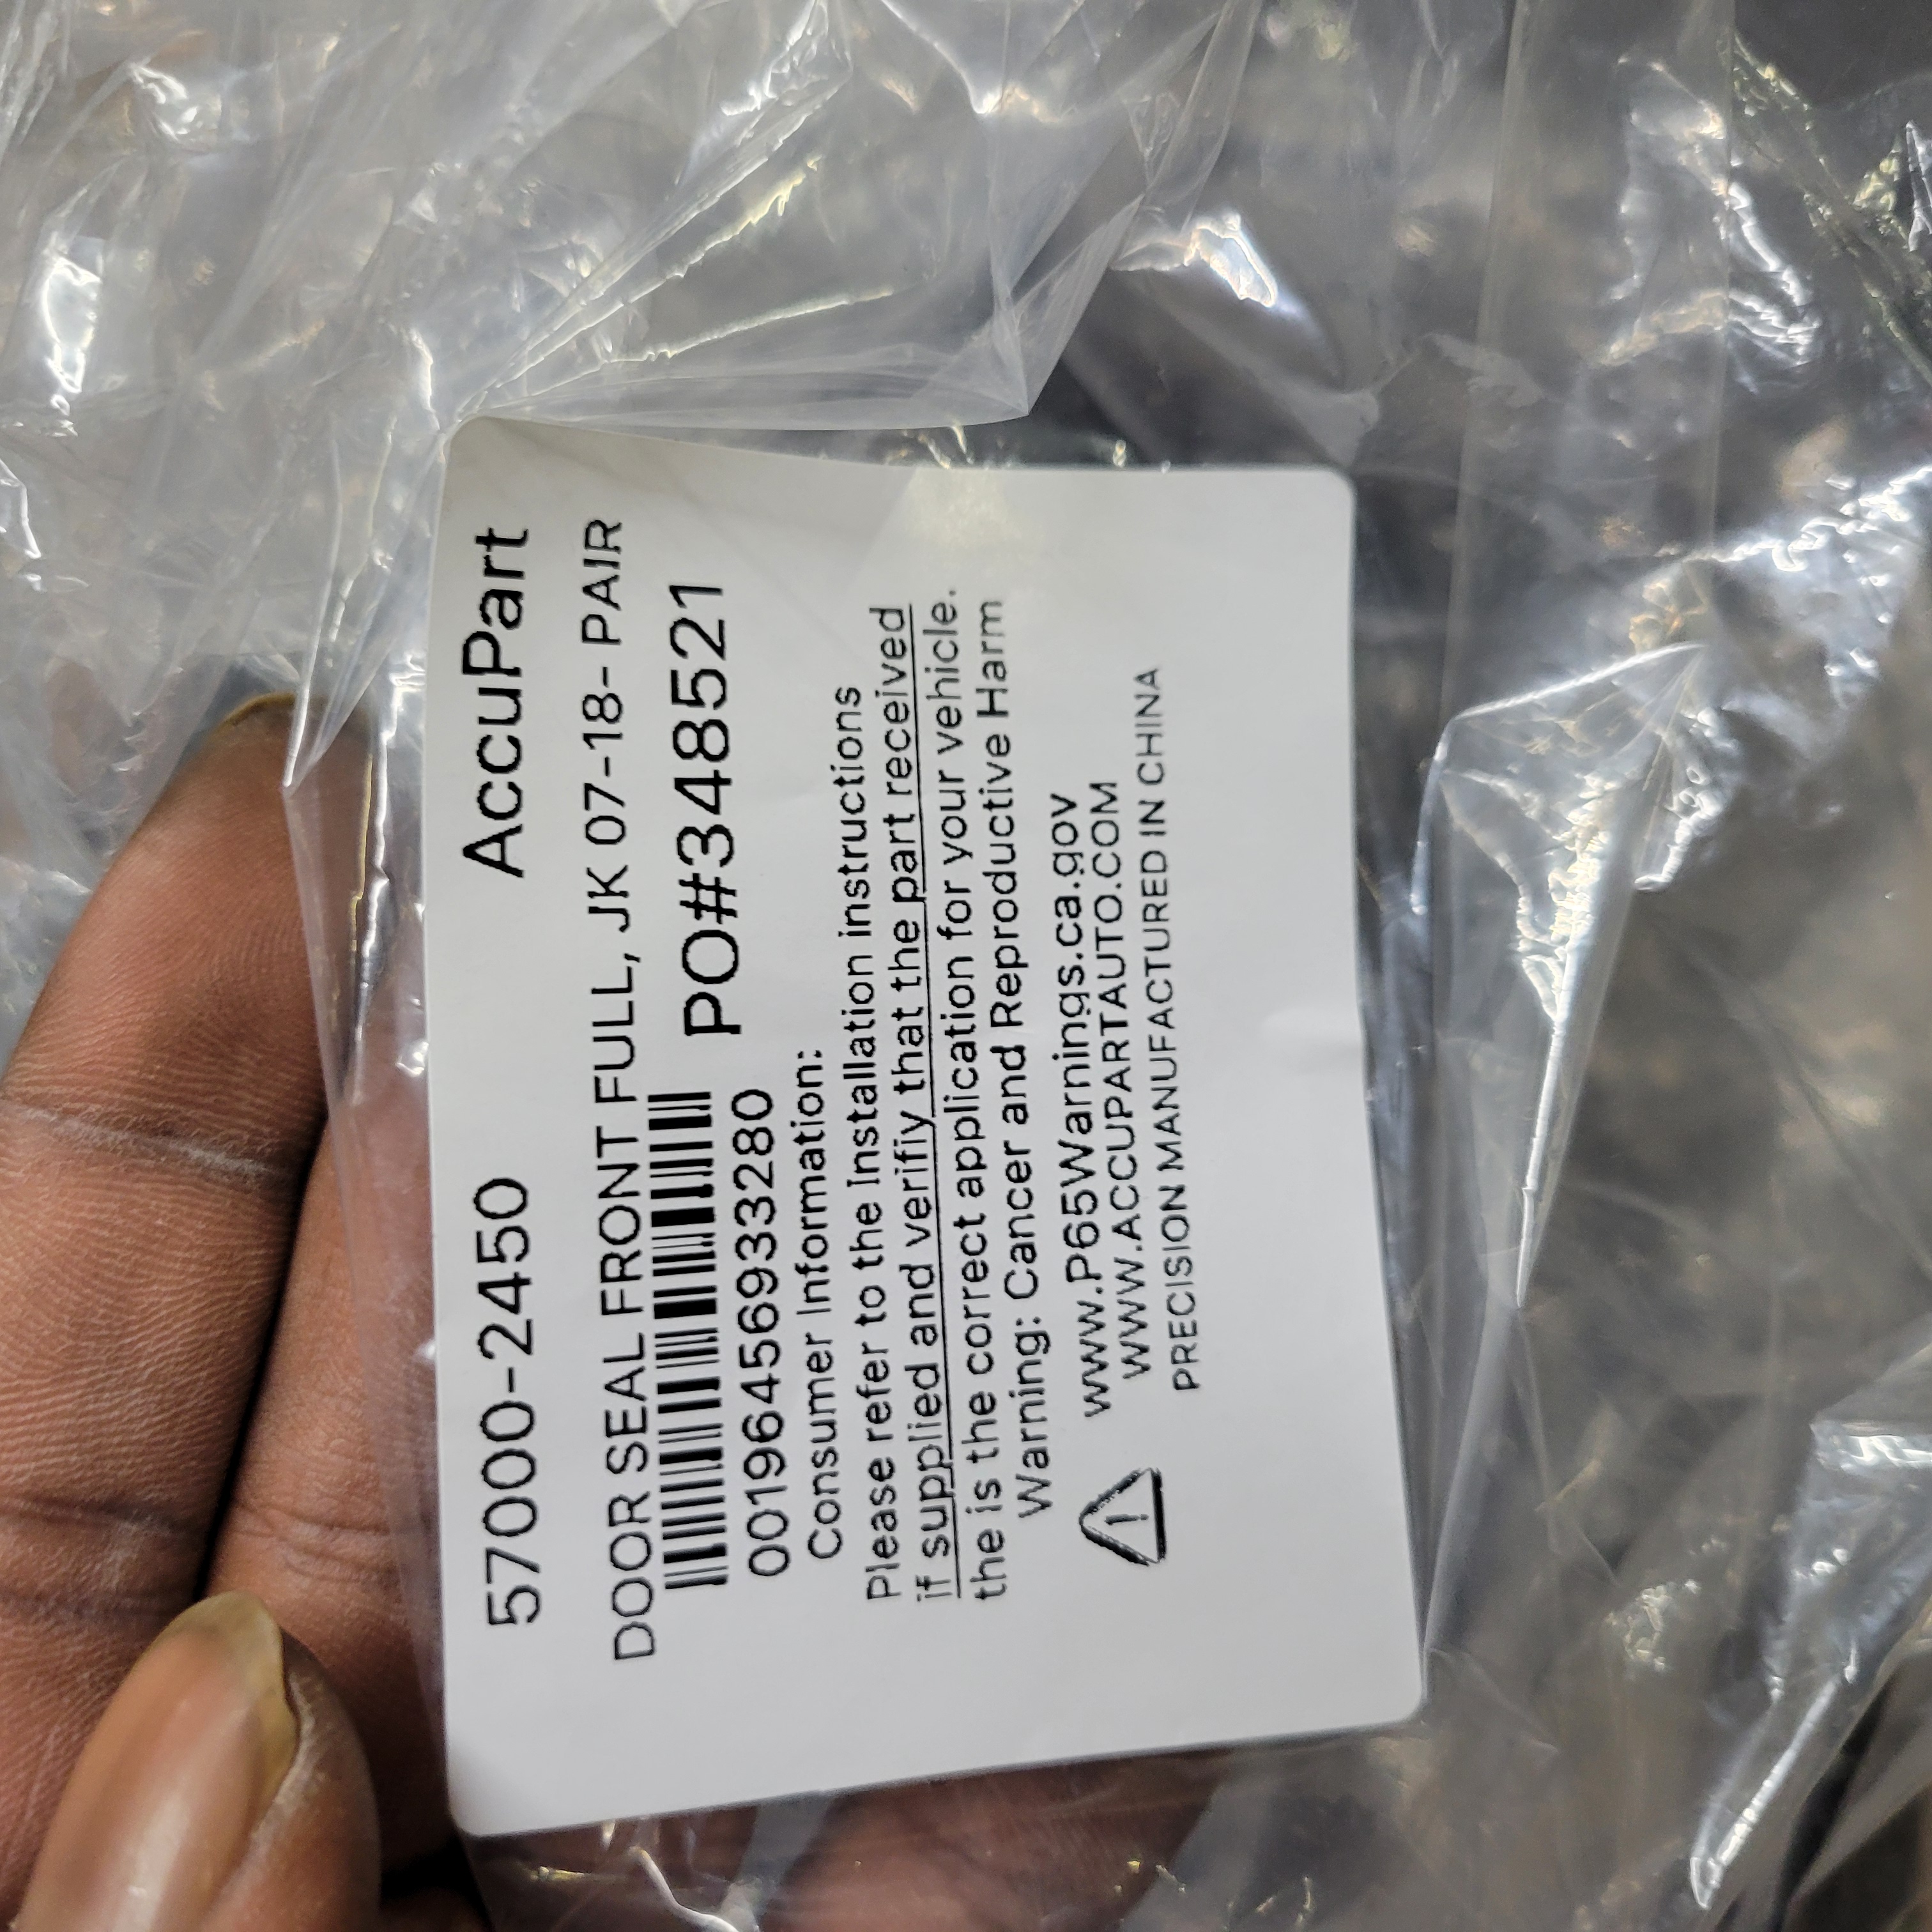 57000-2450 AccuPart
DOOR SEAL FRONT FULL, JK 07-18- PAIR
PO#348521
00196456933280
Consumer Information:
Please refer to the Installation instructions
if supplied and verifiy that the part received
the is the correct application for your vehicle.
Warning: Cancer and Reproductive Harm
www.P65Warnings.ca.gov
WWW.ACCUPARTAUTO.COM
PRECISION MANUFACTURED IN CHINA